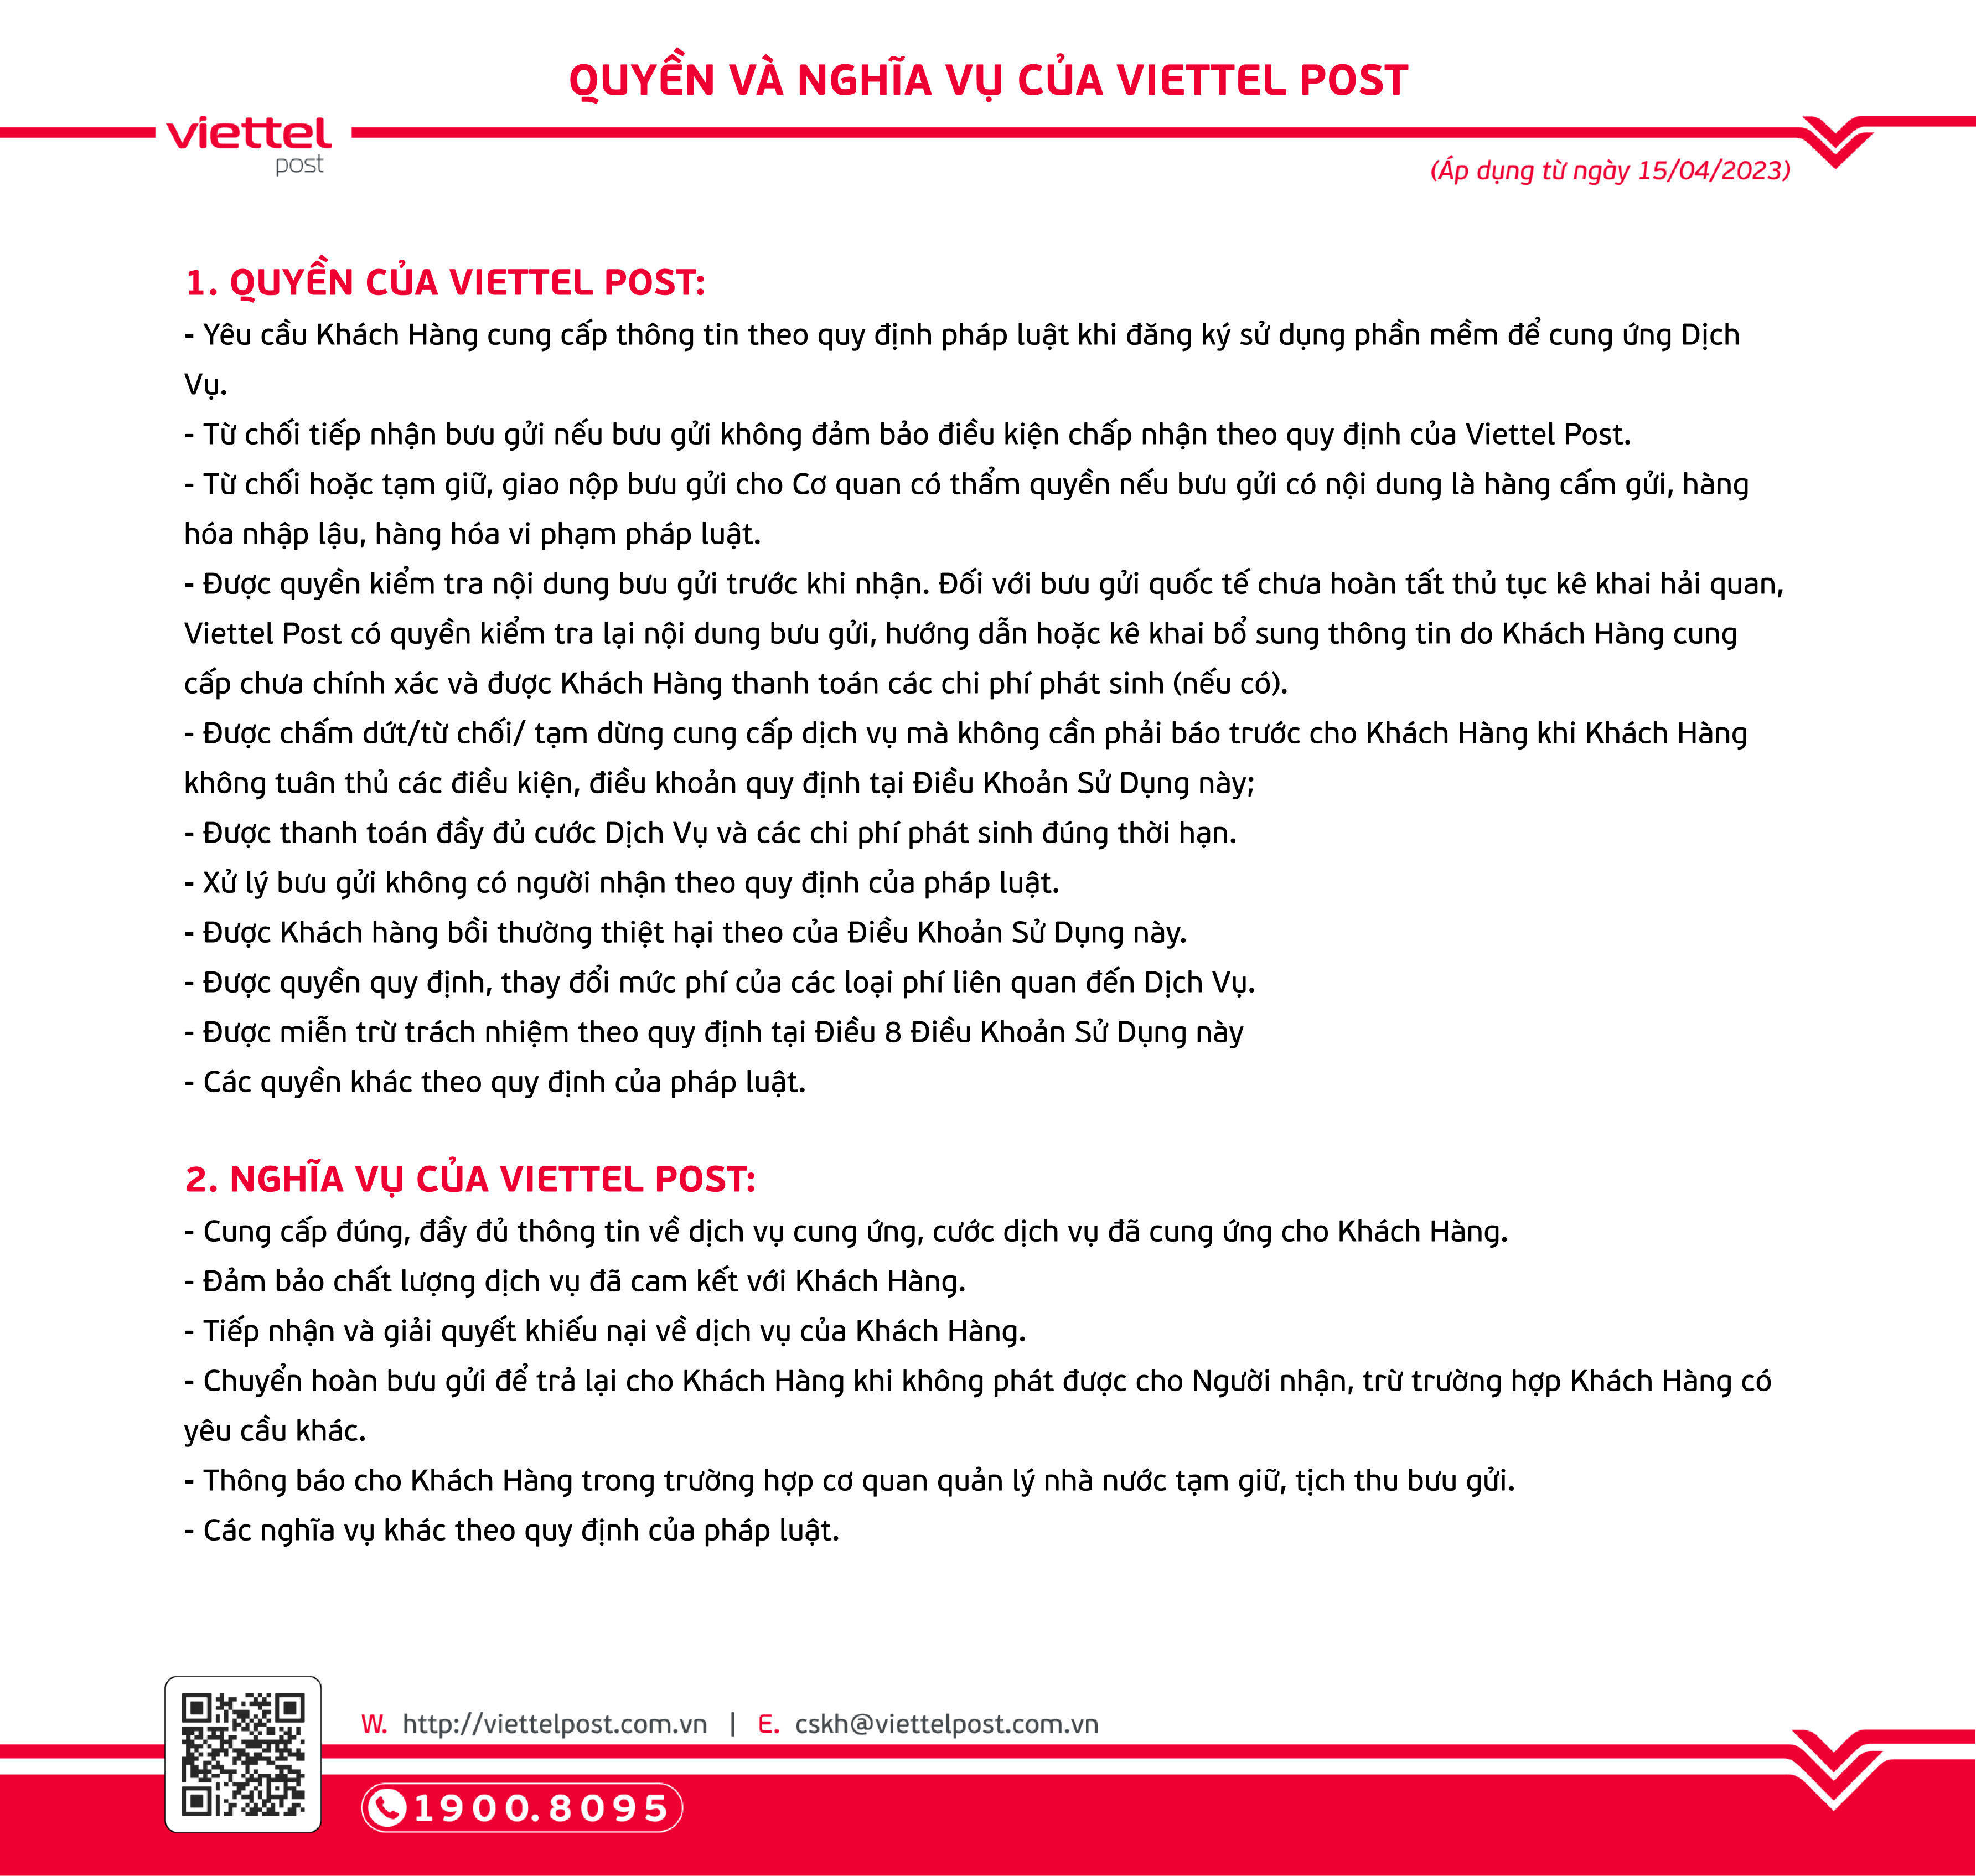 QUYỀN VÀ NGHĨA VỤ CỦA VIETTEL POST
viettel
post
(Áp dụng từ ngày 15/04/2023)
1. QUYỀN CỦA VIETTEL POST:
- Yêu cầu Khách Hàng cung cấp thông tin theo quy định pháp luật khi đăng ký sử dụng phần mềm để cung ứng Dịch
Vụ.
- Từ chối tiếp nhận bưu gửi nếu bưu gửi không đảm bảo điều kiện chấp nhận theo quy định của Viettel Post.
- Từ chối hoặc tạm giữ, giao nộp bưu gửi cho Cơ quan có thẩm quyền nếu bưu gửi có nội dung là hàng cấm gửi, hàng
hóa nhập lậu, hàng hóa vi phạm pháp luật.
- Được quyền kiểm tra nội dung bưu gửi trước khi nhận. Đối với bưu gửi quốc tế chưa hoàn tất thủ tục kê khai hải quan,
Viettel Post có quyền kiểm tra lại nội dung bưu gửi, hướng dẫn hoặc kê khai bổ sung thông tin do Khách Hàng cung
cấp chưa chính xác và được Khách Hàng thanh toán các chi phí phát sinh (nếu có).
- Được chấm dứt/từ chối/ tạm dừng cung cấp dịch vụ mà không cần phải báo trước cho Khách Hàng khi Khách Hàng
không tuân thủ các điều kiện, điều khoản quy định tại Điều Khoản Sử Dụng này;
- Được thanh toán đầy đủ cước Dịch Vụ và các chi phí phát sinh đúng thời hạn.
- Xử lý bưu gửi không có người nhận theo quy định của pháp luật.
- Được Khách hàng bồi thường thiệt hại theo của Điều Khoản Sử Dụng này.
- Được quyền quy định, thay đổi mức phí của các loại phí liên quan đến Dịch Vụ.
- Được miễn trừ trách nhiệm theo quy định tại Điều 8 Điều Khoản Sử Dụng này
- Các quyền khác theo quy định của pháp luật.
2. NGHĨA VỤ CỦA VIETTEL POST:
- Cung cấp đúng, đầy đủ thông tin về dịch vụ cung ứng, cước dịch vụ đã cung ứng cho Khách Hàng.
- Đảm bảo chất lượng dịch vụ đã cam kết với Khách Hàng.
- Tiếp nhận và giải quyết khiếu nại về dịch vụ của Khách Hàng.
- Chuyển hoàn bưu gửi để trả lại cho Khách Hàng khi không phát được cho Người nhận, trừ trường hợp Khách Hàng có
yêu cầu khác.
- Thông báo cho Khách Hàng trong trường hợp cơ quan quản lý nhà nước tạm giữ, tịch thu bưu gửi.
- Các nghĩa vụ khác theo quy định của pháp luật.
W. http://viettelpost.com.vn | E. cskh@viettelpost.com.vn
1900.8095